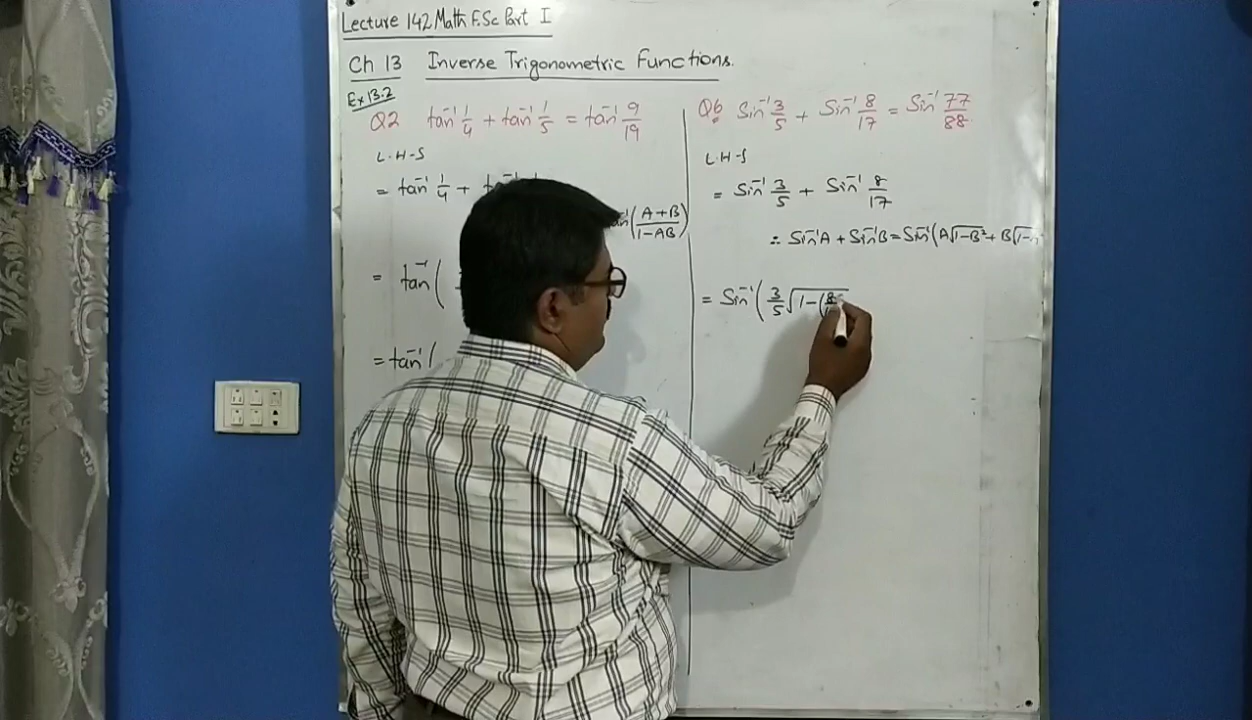 Lecture 142 Math F.Sc Part I
Ch 13 Inverse Trigonometric Functions.
Ex 13.2
Q2 tan⁻¹ 1/4 + tan⁻¹ 1/5 = tan⁻¹ 9/19
L.H.S
= tan⁻¹ 1/4 +
(A+B/1-AB)
= tan⁻¹(
= tan⁻¹(
Q6 Sin⁻¹ 3/5 + Sin⁻¹ 8/17 = Sin⁻¹ 77/88.
L.H.S
= Sin⁻¹ 3/5 + Sin⁻¹ 8/17
∴ Sin⁻¹A + Sin⁻¹B = Sin⁻¹(A√1-B² + B√1-
= Sin⁻¹(3/5 √1-(8